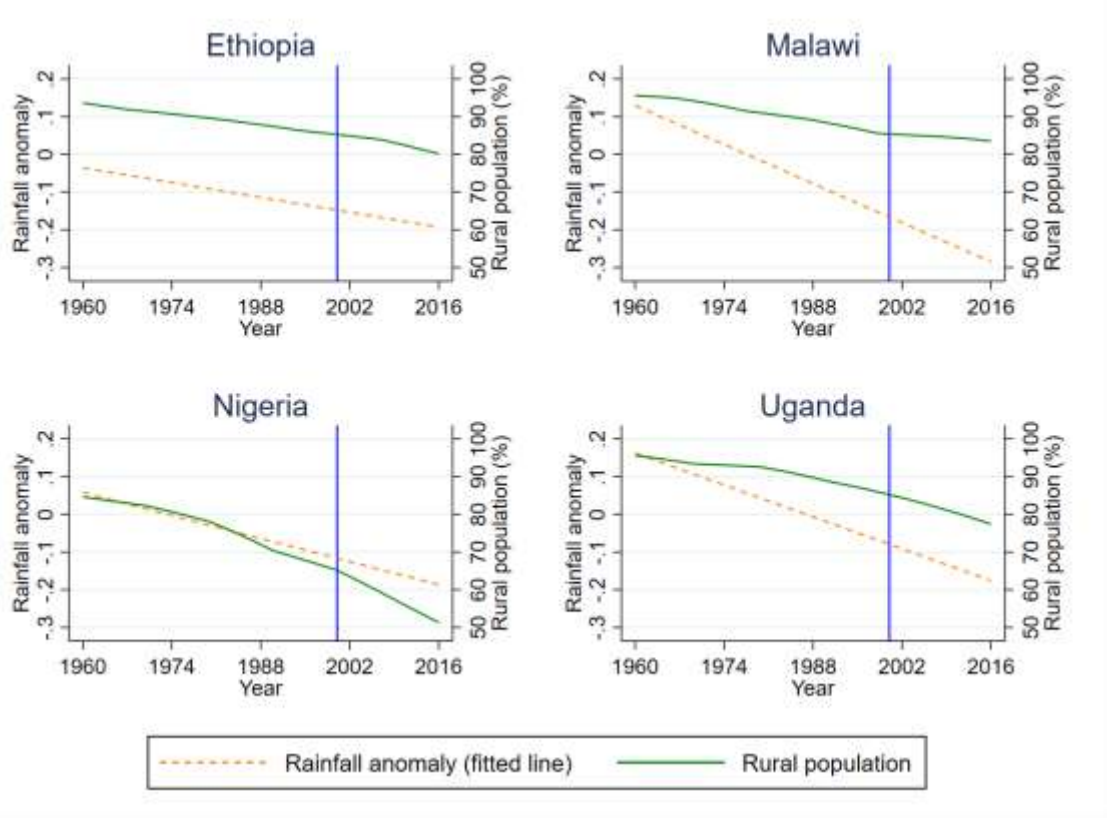 Ethiopia
Rainfall anomaly
.2
.1
0
-.1
-.2
-.3
100
90
80
70
60
50
Rural population (%)
1960 1974 1988 2002 2016
Year
Malawi
Rainfall anomaly
.2
.1
0
-.1
-.2
-.3
100
90
80
70
60
50
Rural population (%)
1960 1974 1988 2002 2016
Year
Nigeria
Rainfall anomaly
.2
.1
0
-.1
-.2
-.3
100
90
80
70
60
50
Rural population (%)
1960 1974 1988 2002 2016
Year
Uganda
Rainfall anomaly
.2
.1
0
-.1
-.2
-.3
100
90
80
70
60
50
Rural population (%)
1960 1974 1988 2002 2016
Year
Rainfall anomaly (fitted line) Rural population